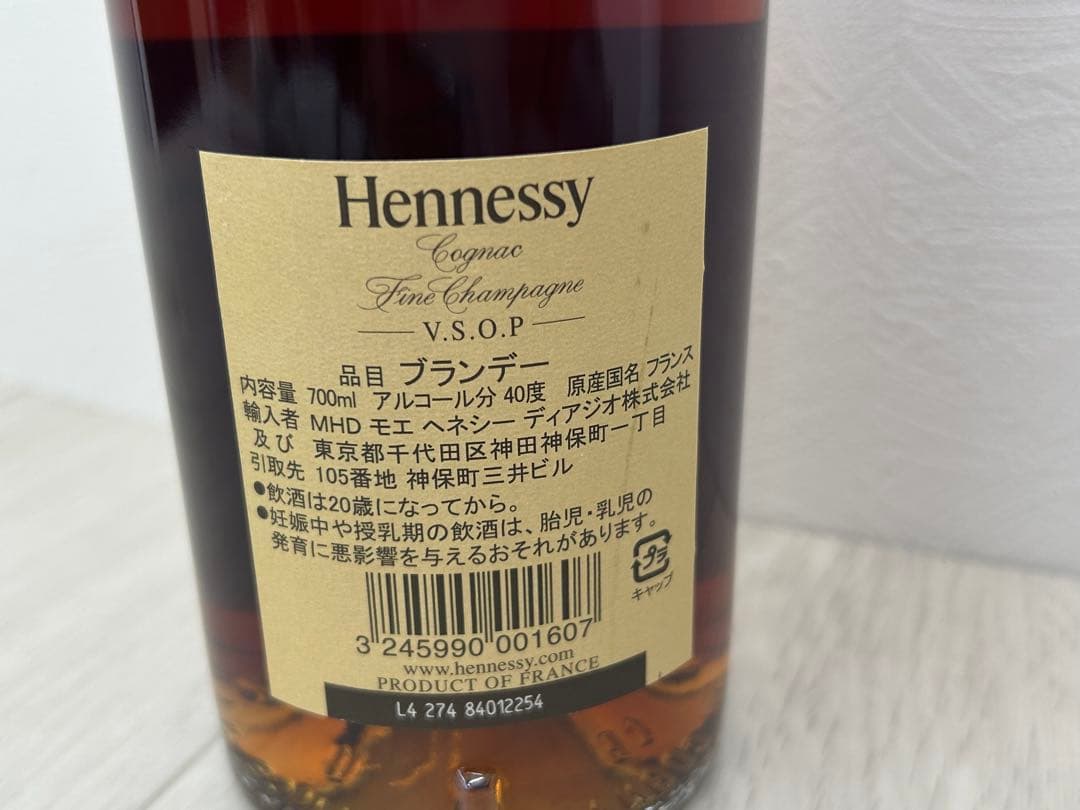 Hennessy
Cognac
Fine Champagne
V.S.O.P
品目 ブランデー
内容量 700ml アルコール分 40度 原産国名 フランス
輸入者 MHD モエ ヘネシー ディアジオ株式会社
及び 東京都千代田区神田神保町一丁目
引取先 105番地 神保町三井ビル
●飲酒は20歳になってから。
●妊娠中や授乳期の飲酒は、胎児・乳児の
発育に悪影響を与えるおそれがあります。
プラ
キャップ
3 245990 001607
www.hennessy.com
PRODUCT OF FRANCE
L4 274 84012254